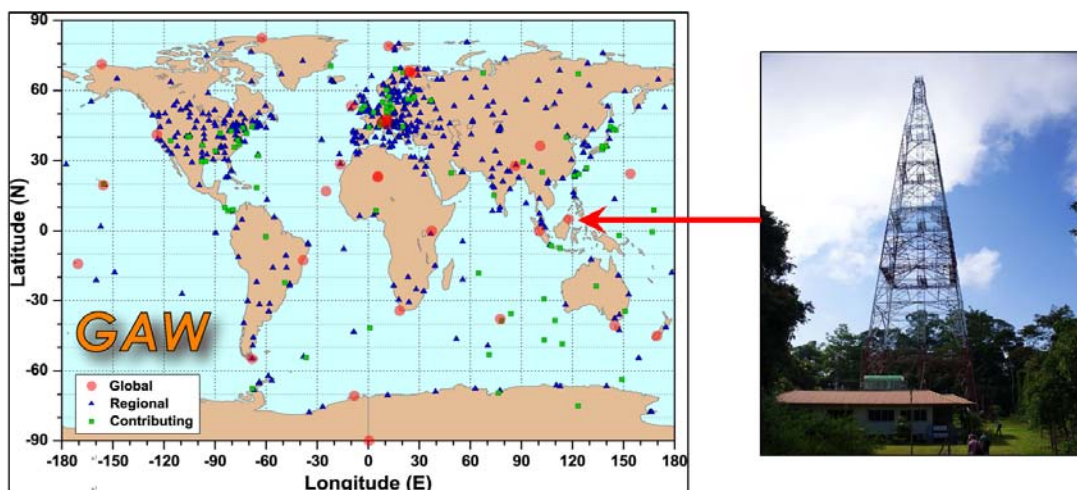 90
60
30
0
-30
-60
-90
Latitude (N)
GAW
Global
Regional
Contributing
-180 -150 -120 -90 -60 -30 0 30 60 90 120 150 180
Longitude (E)